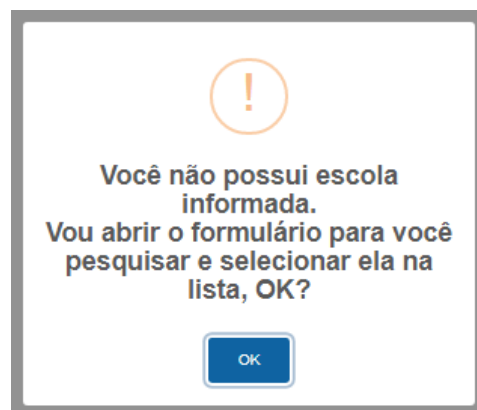 !
Você não possui escola
informada.
Vou abrir o formulário para você
pesquisar e selecionar ela na
lista, OK?
OK